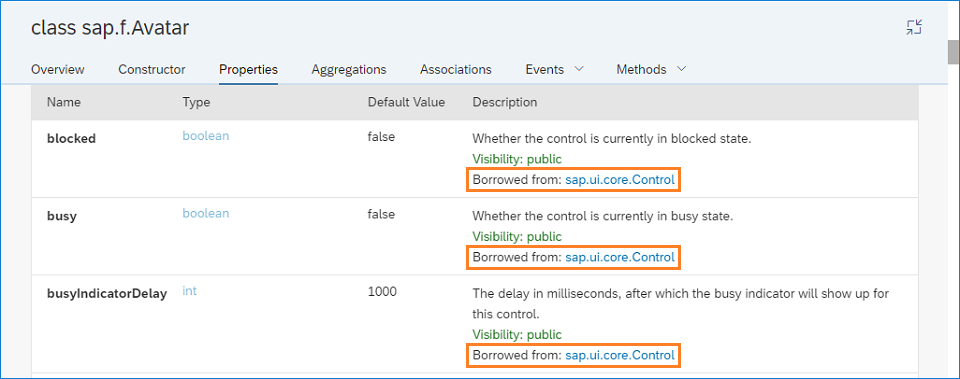 class sap.f.Avatar
Overview Constructor Properties Aggregations Associations Events Methods
Name Type Default Value Description
blocked boolean false Whether the control is currently in blocked state.
Visibility: public
Borrowed from: sap.ui.core.Control
busy boolean false Whether the control is currently in busy state.
Visibility: public
Borrowed from: sap.ui.core.Control
busyIndicatorDelay int 1000 The delay in milliseconds, after which the busy indicator will show up for
this control.
Visibility: public
Borrowed from: sap.ui.core.Control